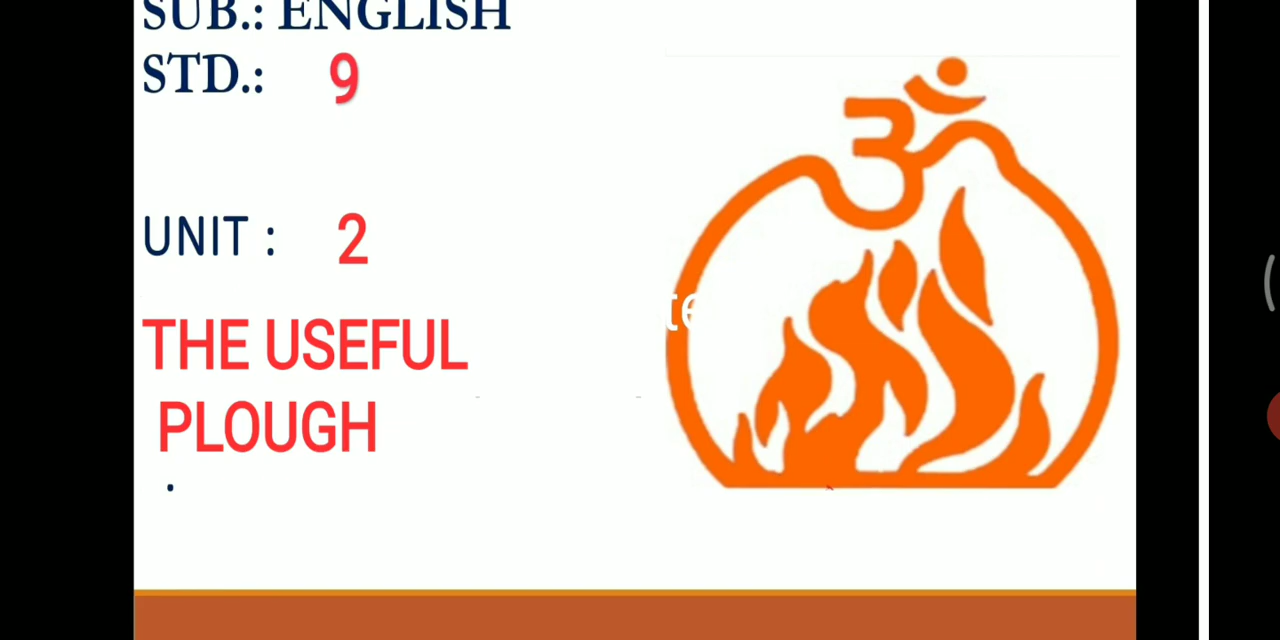 SUB.: ENGLISH
STD.: 9
UNIT : 2
THE USEFUL
PLOUGH
.
ॐ